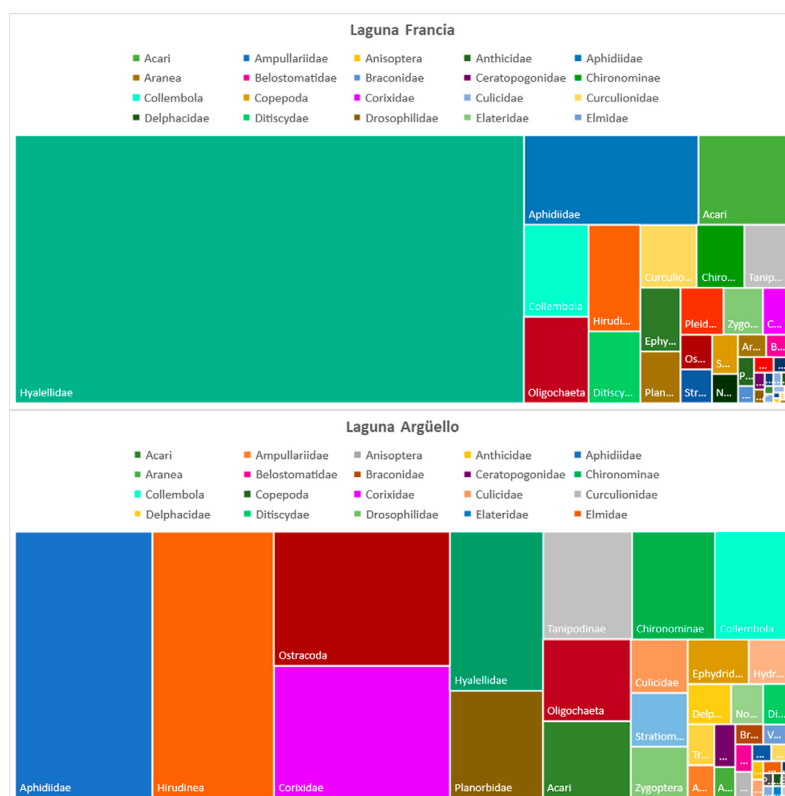 Laguna Francia
Acari Ampullariidae Anisoptera Anthicidae Aphidiidae
Aranea Belostomatidae Braconidae Ceratopogonidae Chironominae
Collembola Copepoda Corixidae Culicidae Curculionidae
Delphacidae Ditiscydae Drosophilidae Elateridae Elmidae
Aphidiidae Acari
Curculio... Chiro... Tanip...
Collembola
Hirudi...
Pleid... Zygo... C...
Ephy...
Ar... B...
Os... S... ...
P...
Hyalellidae Oligochaeta Ditiscy... Plan... Str... N... ...
Laguna Argüello
Acari Ampullariidae Anisoptera Anthicidae Aphidiidae
Aranea Belostomatidae Braconidae Ceratopogonidae Chironominae
Collembola Copepoda Corixidae Culicidae Curculionidae
Delphacidae Ditiscydae Drosophilidae Elateridae Elmidae
Tanipodinae Chironominae Collembola
Ostracoda
Hyalellidae
Ephydrid... Hydr...
Culicidae
Oligochaeta Delp... No... Di...
Stratiom... Br... V...
Tr... ...
Aphidiidae Hirudinea Corixidae Planorbidae Acari Zygoptera A... A... ...